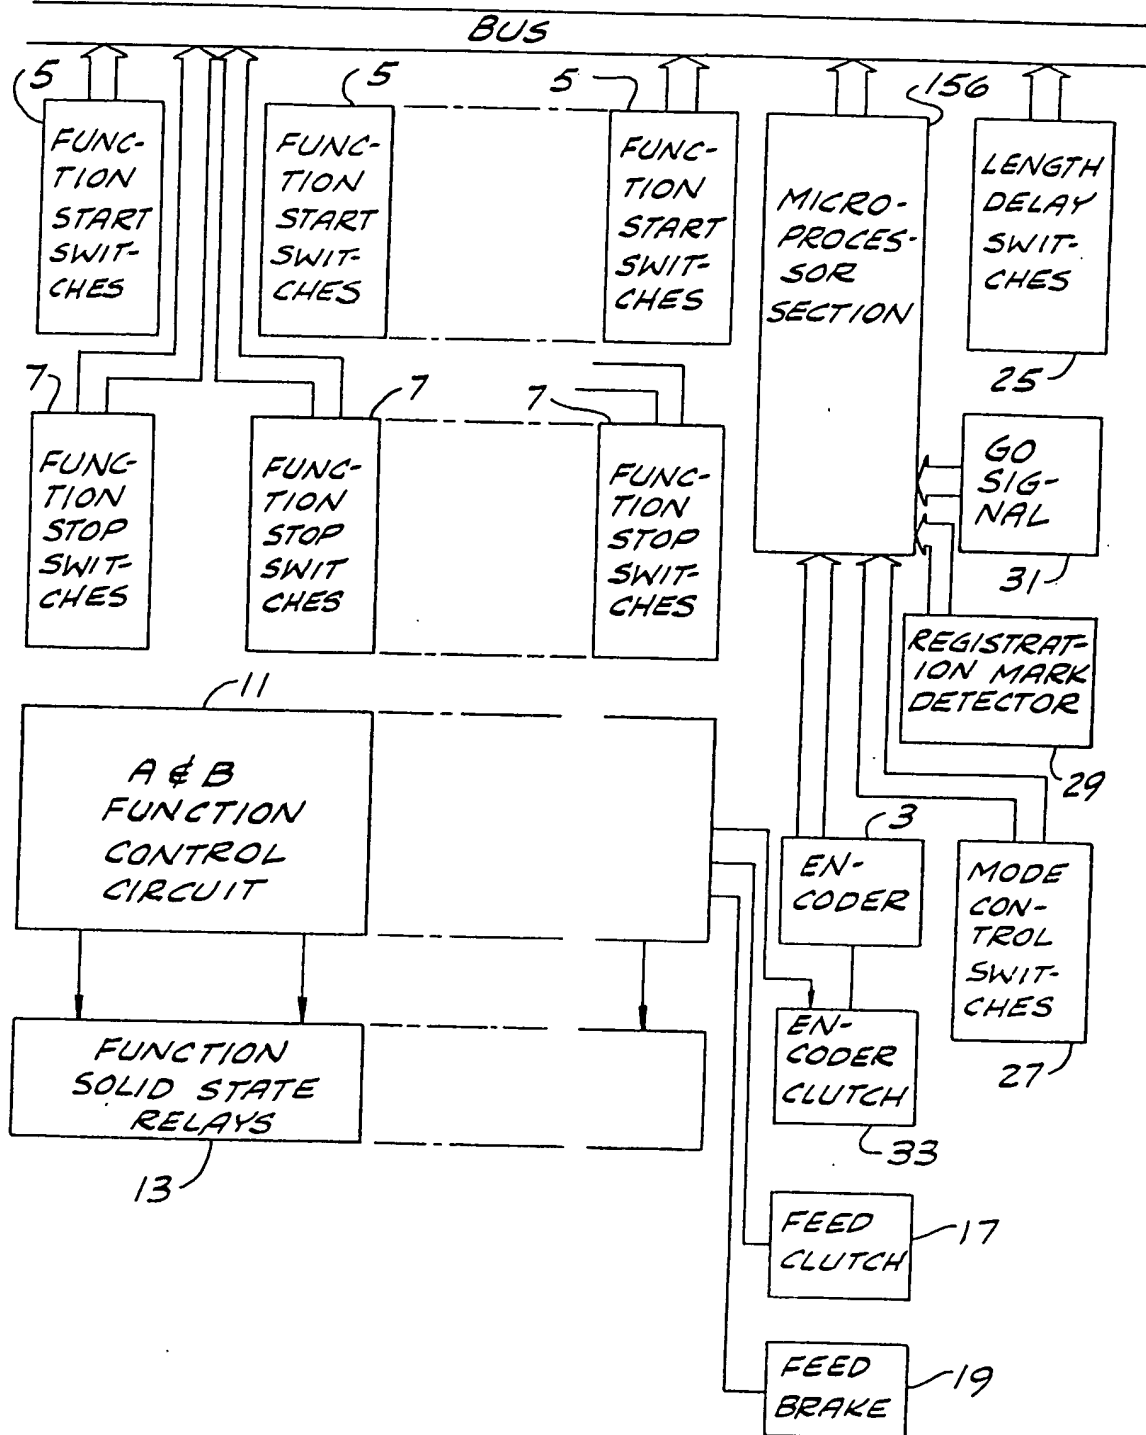 BUS
5
FUNC-
TION
START
SWIT-
CHES
5
FUNC-
TION
START
SWIT-
CHES
5
FUNC-
TION
START
SWIT-
CHES
156
MICRO-
PROCES-
SOR
SECTION
LENGTH
DELAY
SWIT-
CHES
25
7
FUNC-
TION
STOP
SWIT-
CHES
7
FUNC-
TION
STOP
SWIT
CHES
7
FUNC-
TION
STOP
SWIT-
CHES
GO
SIG-
NAL
31
REGISTRAT-
ION MARK
DETECTOR
29
11
A & B
FUNCTION
CONTROL
CIRCUIT
3
EN-
CODER
MODE
CON-
TROL
SWIT-
CHES
27
FUNCTION
SOLID STATE
RELAYS
13
EN-
CODER
CLUTCH
33
FEED
CLUTCH
17
FEED
BRAKE
19